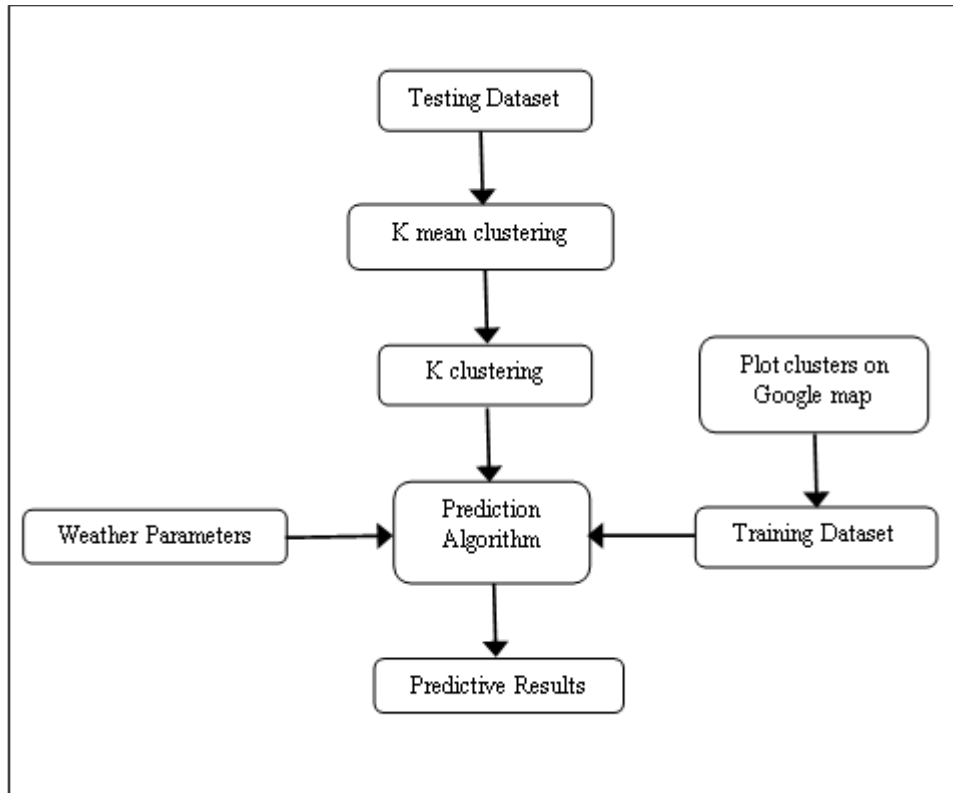 Testing Dataset
K mean clustering
K clustering
Plot clusters on
Google map
Prediction
Algorithm
Weather Parameters
Training Dataset
Predictive Results